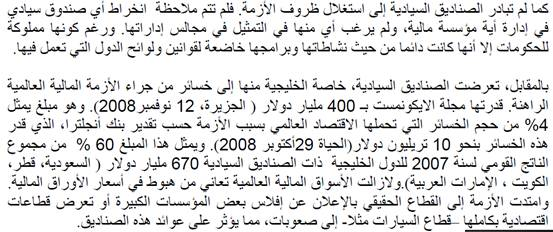 كما لم تبادر الصناديق السيادية إلى استغلال ظروف الأزمة. فلم تتم ملاحظة  انخراط أي صندوق سيادي
في إدارة أية مؤسسة مالية، ولم يرغب أي منها في التمثيل في مجالس إداراتها. ورغم كونها مملوكة
للحكومات إلا أنها كانت دائما من حيث نشاطاتها وبرامجها خاضعة لقوانين ولوائح الدول التي تعمل فيها.
بالمقابل، تعرضت الصناديق السيادية، خاصة الخليجية منها إلى خسائر من جراء الأزمة المالية العالمية
الراهنة. قدرتها مجلة الايكونمست بـ 400 مليار دولار ( الجزيرة، 12 نوفمبر2008). وهو مبلغ يمثل
4% من حجم الخسائر التي تحملها الاقتصاد العالمي بسبب الأزمة حسب تقدير بنك أنجلترا، الذي قدر
هذه الخسائر بنحو 10 تريليون دولار(الحياة 29أكتوبر 2008). ويمثل هذا المبلغ 60 % من مجموع
الناتج القومي لسنة 2007 للدول الخليجية  ذات الصناديق السيادية 670 مليار دولار ( السعودية، قطر،
الكويت ، الإمارات العربية).ولازالت الأسواق المالية العالمية تعاني من هبوط في أسعار الأوراق المالية.
وامتدت الأزمة إلى القطاع الحقيقي بالإعلان عن إفلاس بعض المؤسسات الكبيرة أو تعرض قطاعات
اقتصادية بكاملها –قطاع السيارات مثلا- إلى صعوبات، مما يؤثر على عوائد هذه الصناديق.